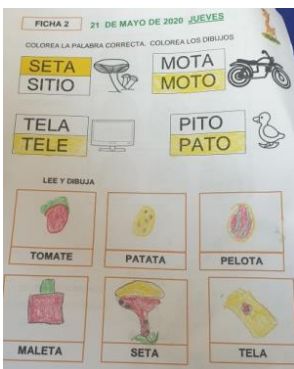 FICHA 2 21 DE MAYO DE 2020 JUEVES
COLOREA LA PALABRA CORRECTA. COLOREA LOS DIBUJOS
SETA
SITIO
MOTA
MOTO
TELA
TELE
PITO
PATO
LEE Y DIBUJA
TOMATE PATATA PELOTA
MALETA SETA TELA